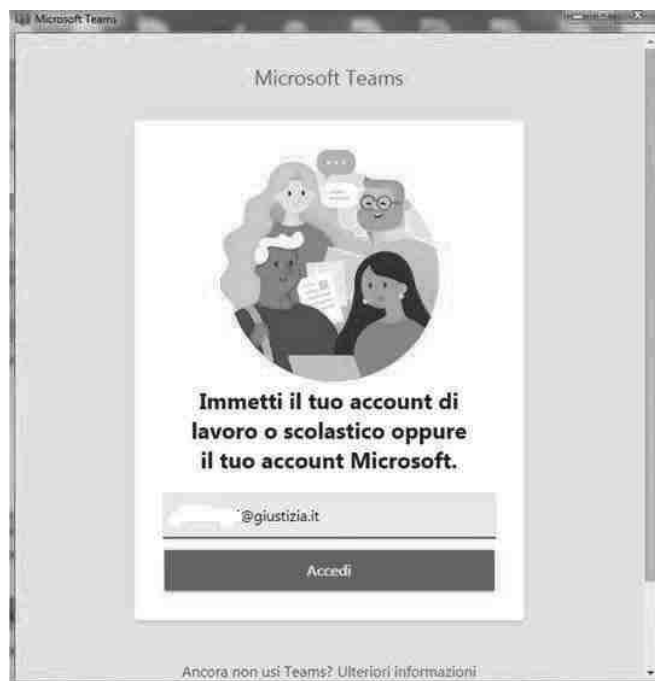 Microsoft Teams
Microsoft Teams
Immetti il tuo account di
lavoro o scolastico oppure
il tuo account Microsoft.
@giustizia.it
Accedi
Ancora non usi Teams? Ulteriori informazioni